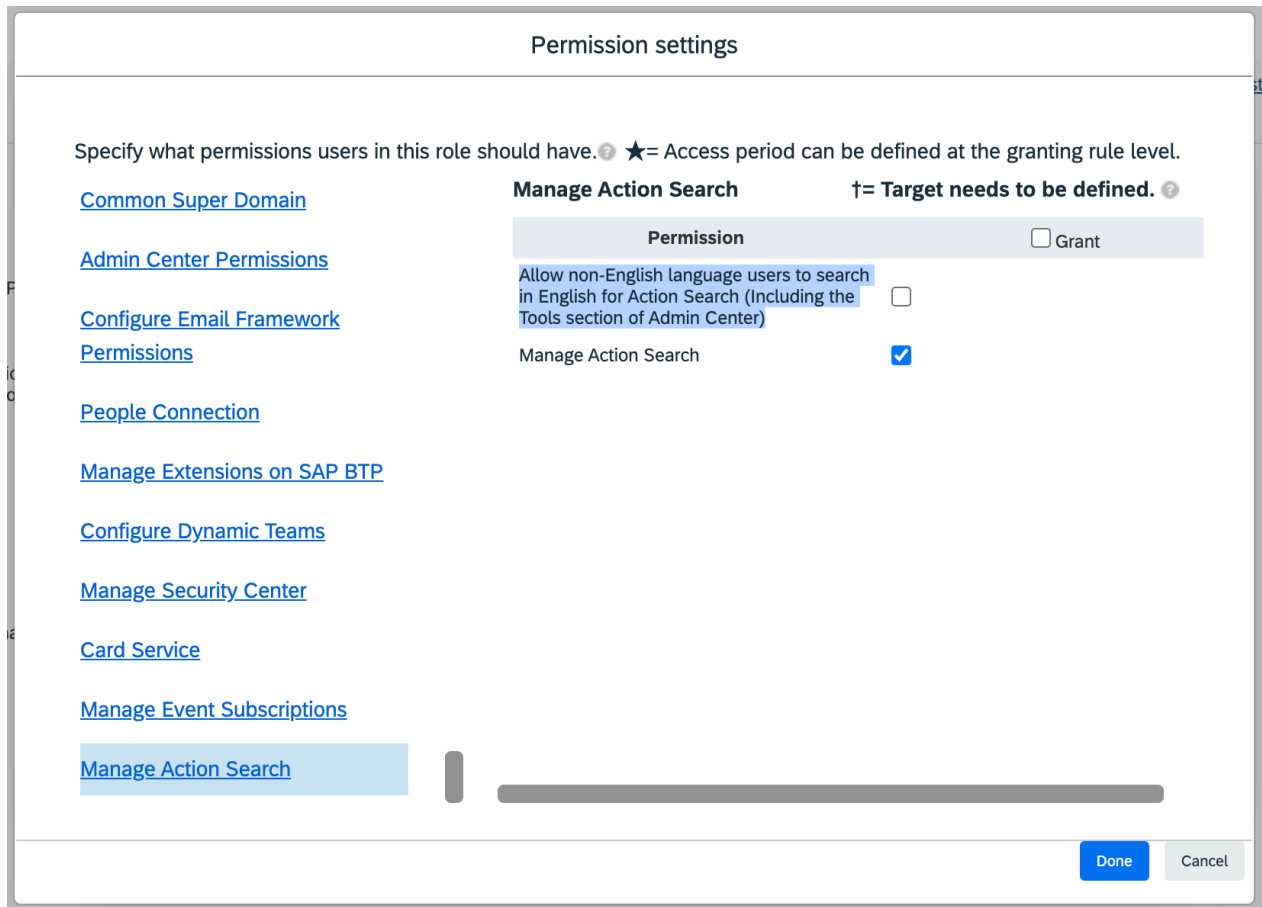 Permission settings
st
Specify what permissions users in this role should have. ? ★= Access period can be defined at the granting rule level.
Common Super Domain
Admin Center Permissions
Configure Email Framework
Permissions
People Connection
Manage Extensions on SAP BTP
Configure Dynamic Teams
Manage Security Center
Card Service
Manage Event Subscriptions
Manage Action Search
Manage Action Search
†= Target needs to be defined. ?
Permission
Grant
Allow non-English language users to search
in English for Action Search (Including the
Tools section of Admin Center)
Manage Action Search
Done
Cancel